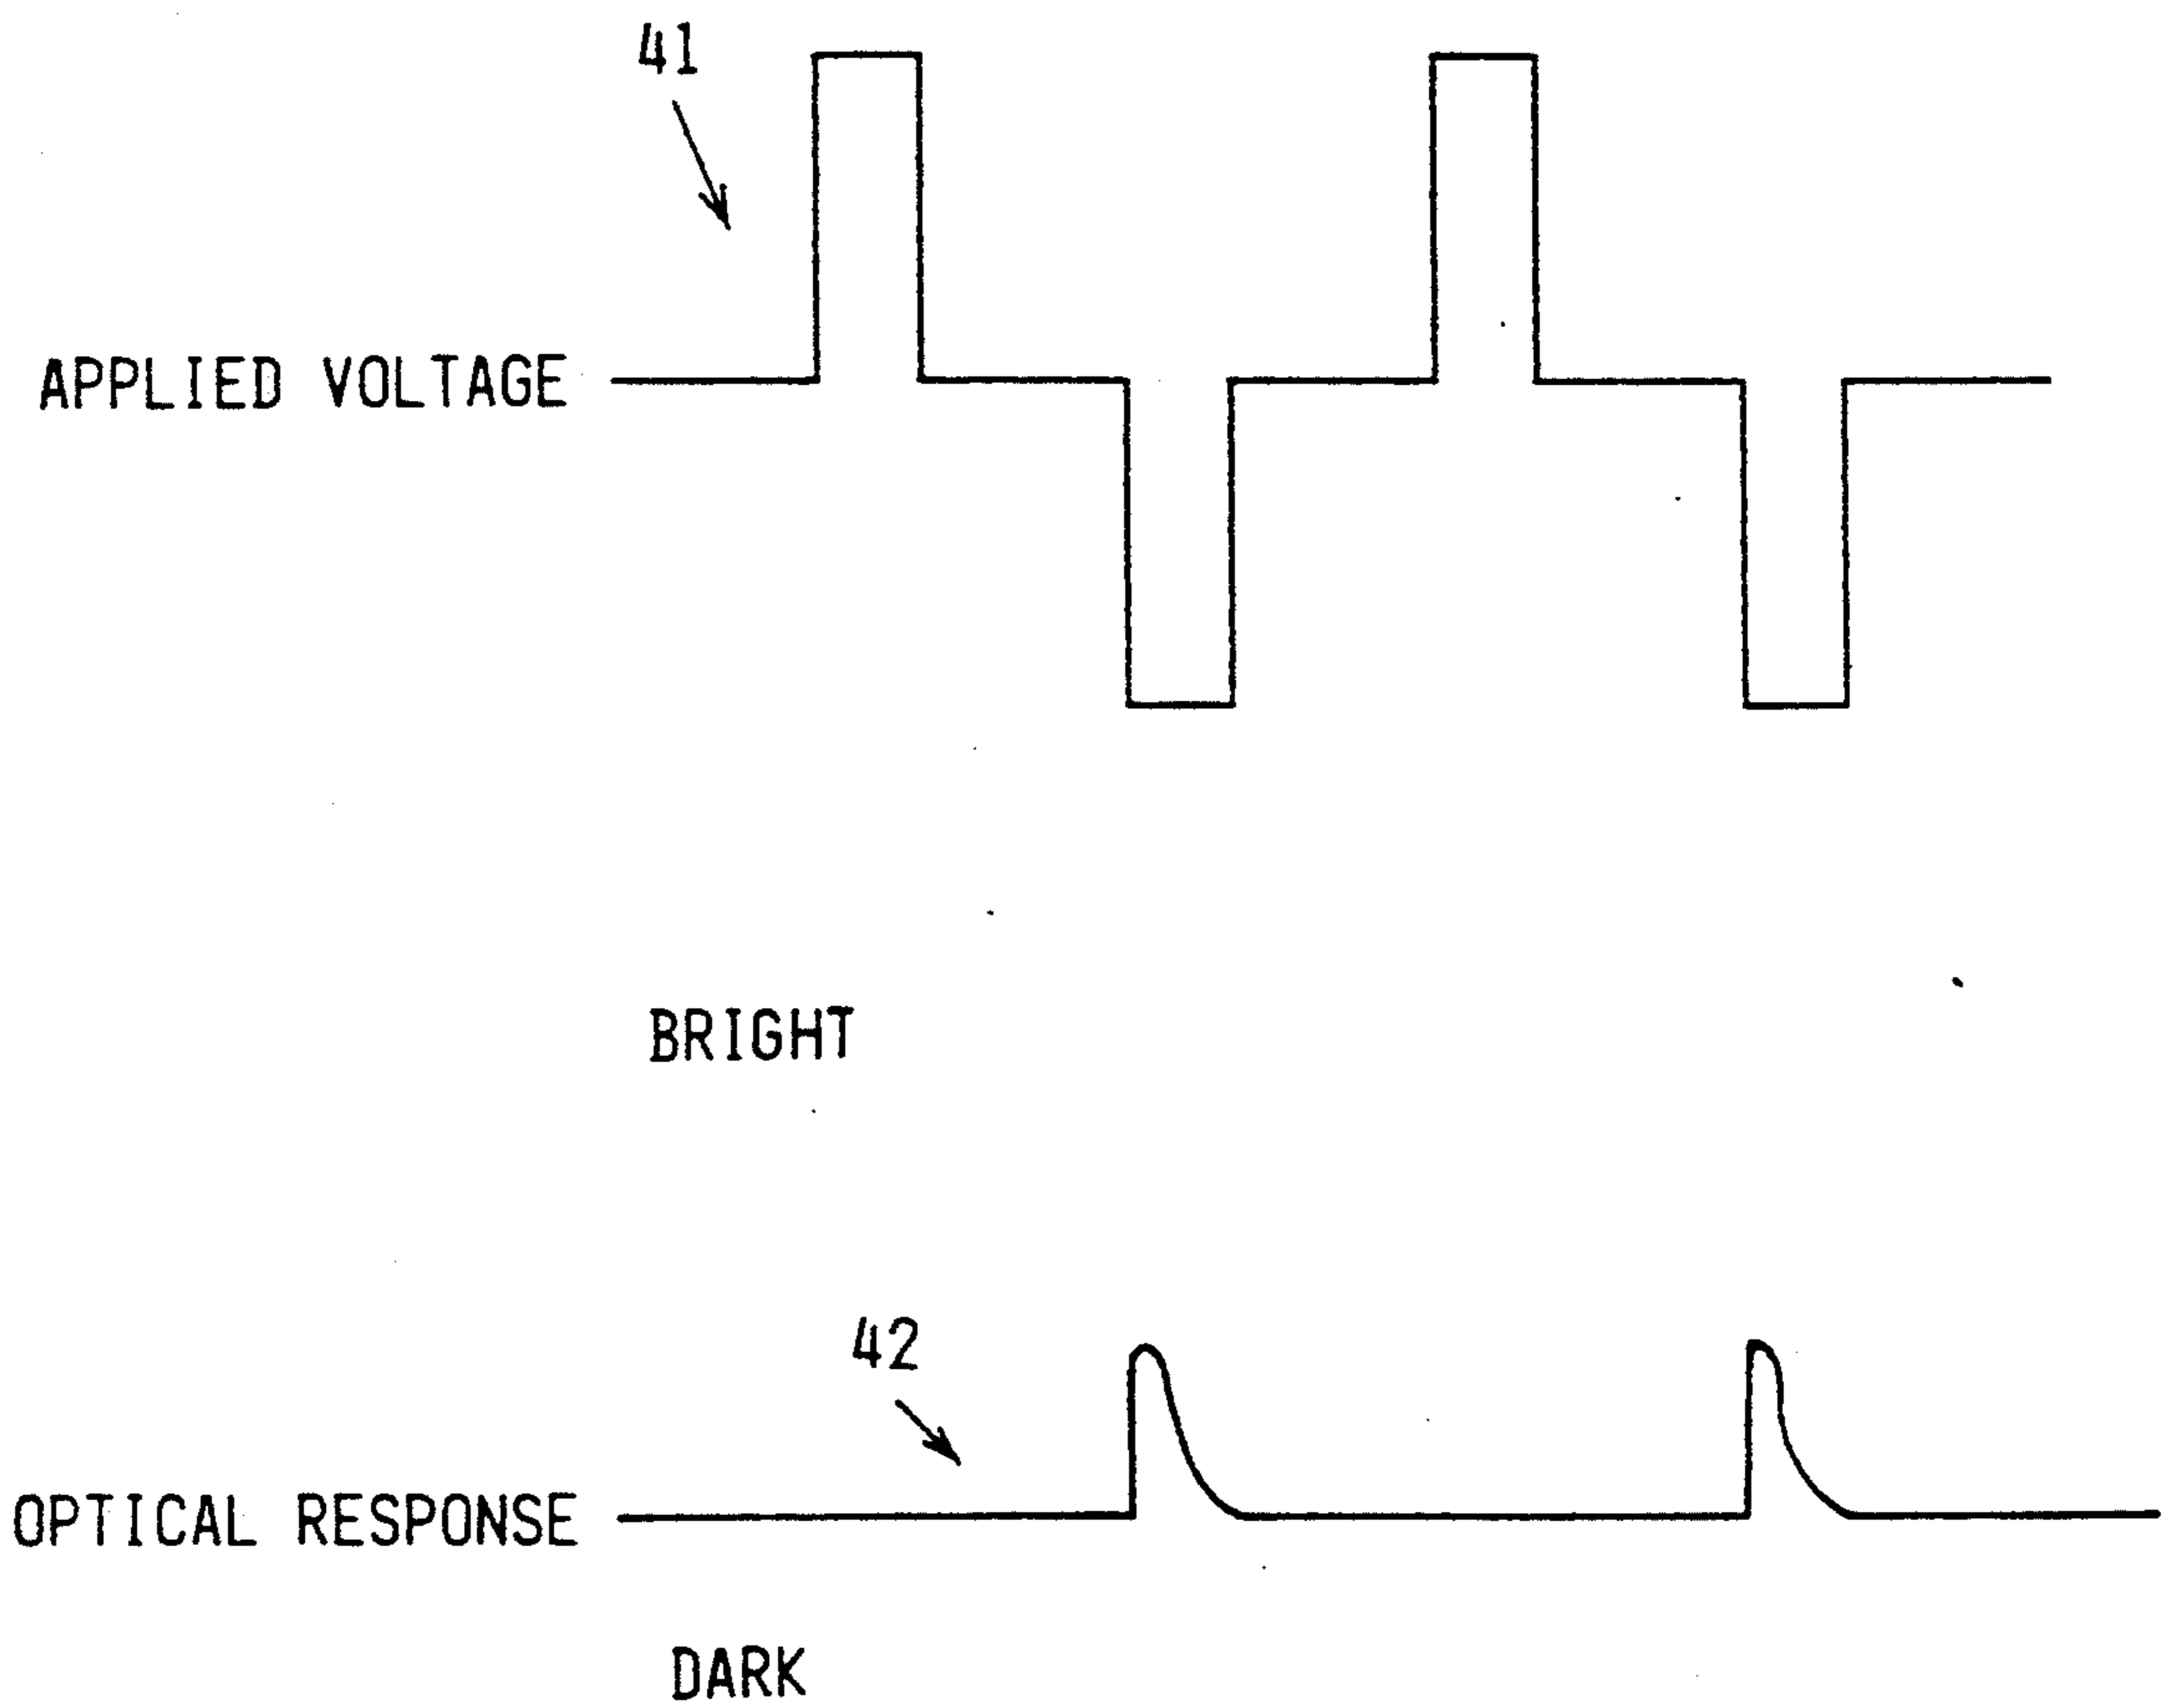 41
APPLIED VOLTAGE
BRIGHT
42
OPTICAL RESPONSE
DARK